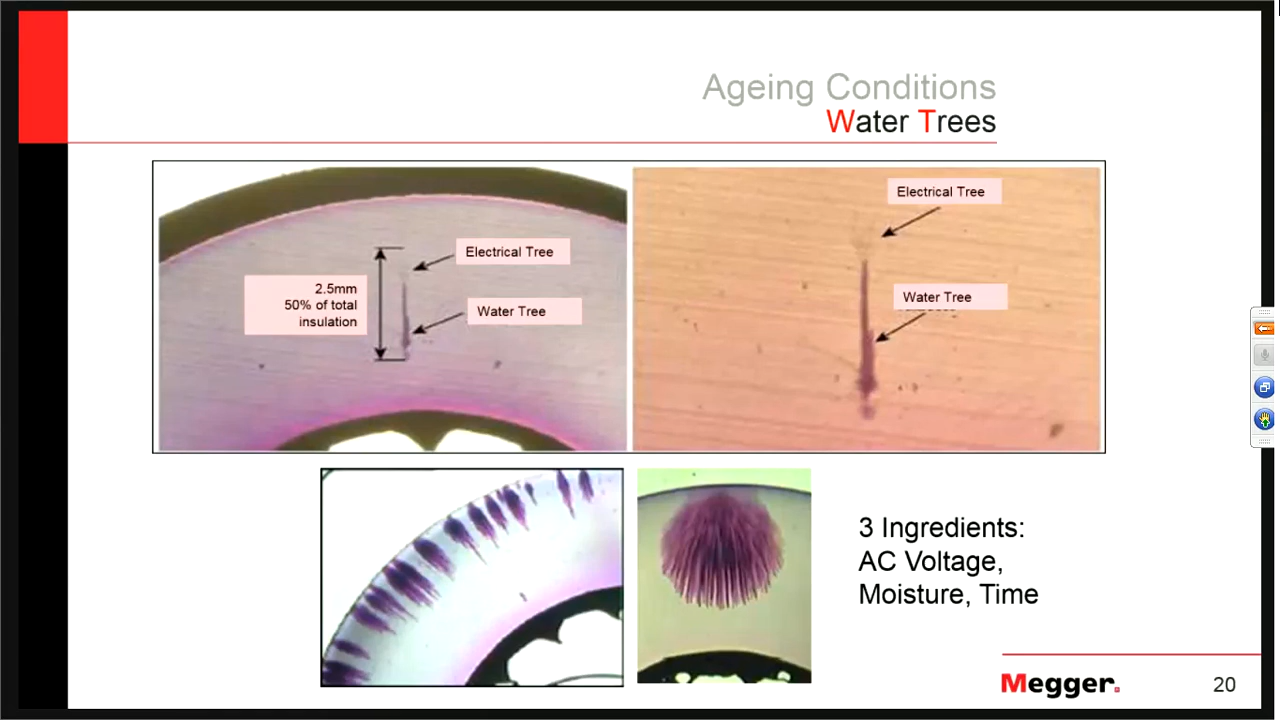 Ageing Conditions
Water Trees
Electrical Tree
2.5mm
50% of total
insulation
Water Tree
Electrical Tree
Water Tree
3 Ingredients:
AC Voltage,
Moisture, Time
Megger.
20